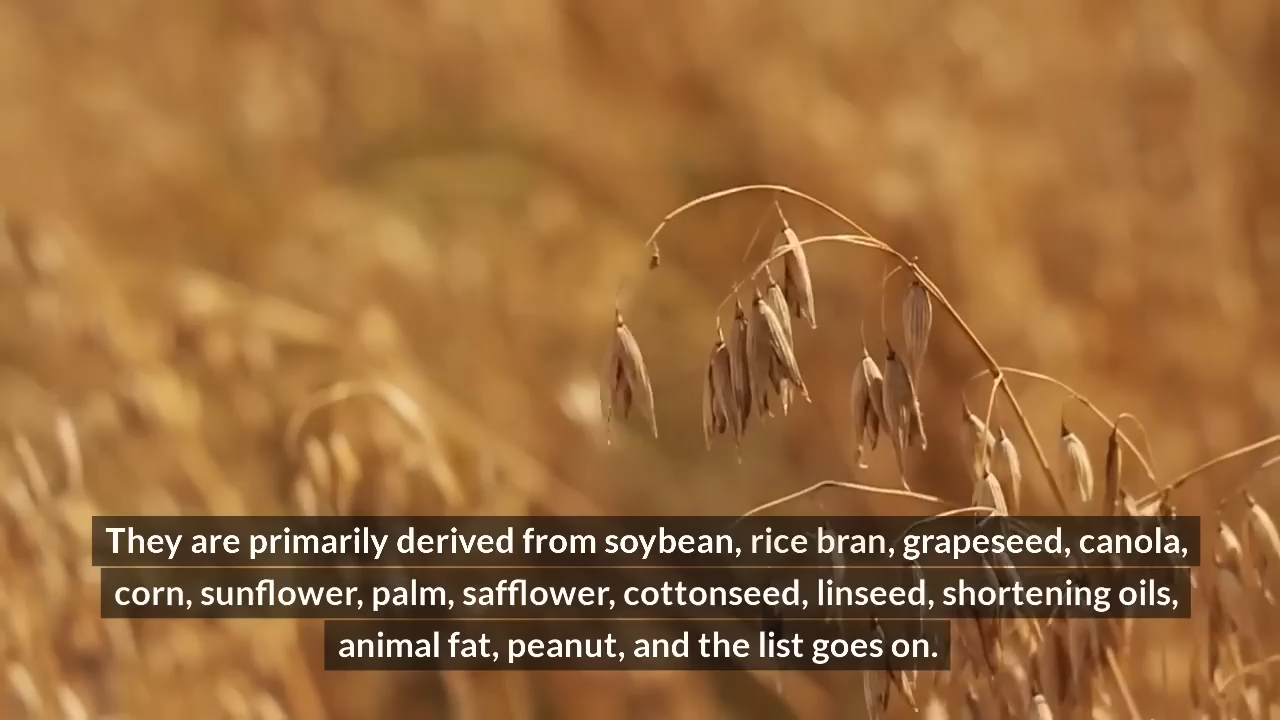 They are primarily derived from soybean, rice bran, grapeseed, canola,
corn, sunflower, palm, safflower, cottonseed, linseed, shortening oils,
animal fat, peanut, and the list goes on.